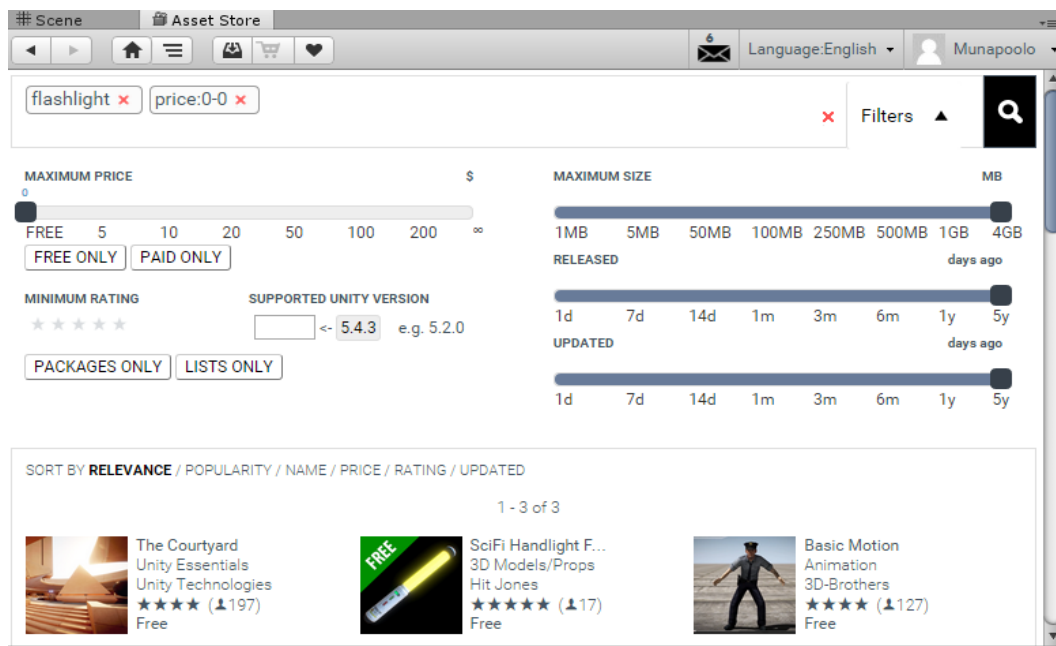 Scene Asset Store
6 Language:English Munapoolo
flashlight × price:0-0 × × Filters ▲
MAXIMUM PRICE $ MAXIMUM SIZE MB
0
FREE 5 10 20 50 100 200 ∞ 1MB 5MB 50MB 100MB 250MB 500MB 1GB 4GB
FREE ONLY PAID ONLY RELEASED days ago
MINIMUM RATING SUPPORTED UNITY VERSION
1d 7d 14d 1m 3m 6m 1y 5y
<- 5.4.3 e.g. 5.2.0
UPDATED days ago
PACKAGES ONLY LISTS ONLY
1d 7d 14d 1m 3m 6m 1y 5y
SORT BY RELEVANCE / POPULARITY / NAME / PRICE / RATING / UPDATED
1 - 3 of 3
The Courtyard
Unity Essentials
Unity Technologies
★★★★ (197)
Free
FREE
SciFi Handlight F...
3D Models/Props
Hit Jones
★★★★★ (17)
Free
Basic Motion
Animation
3D-Brothers
★★★★ (127)
Free